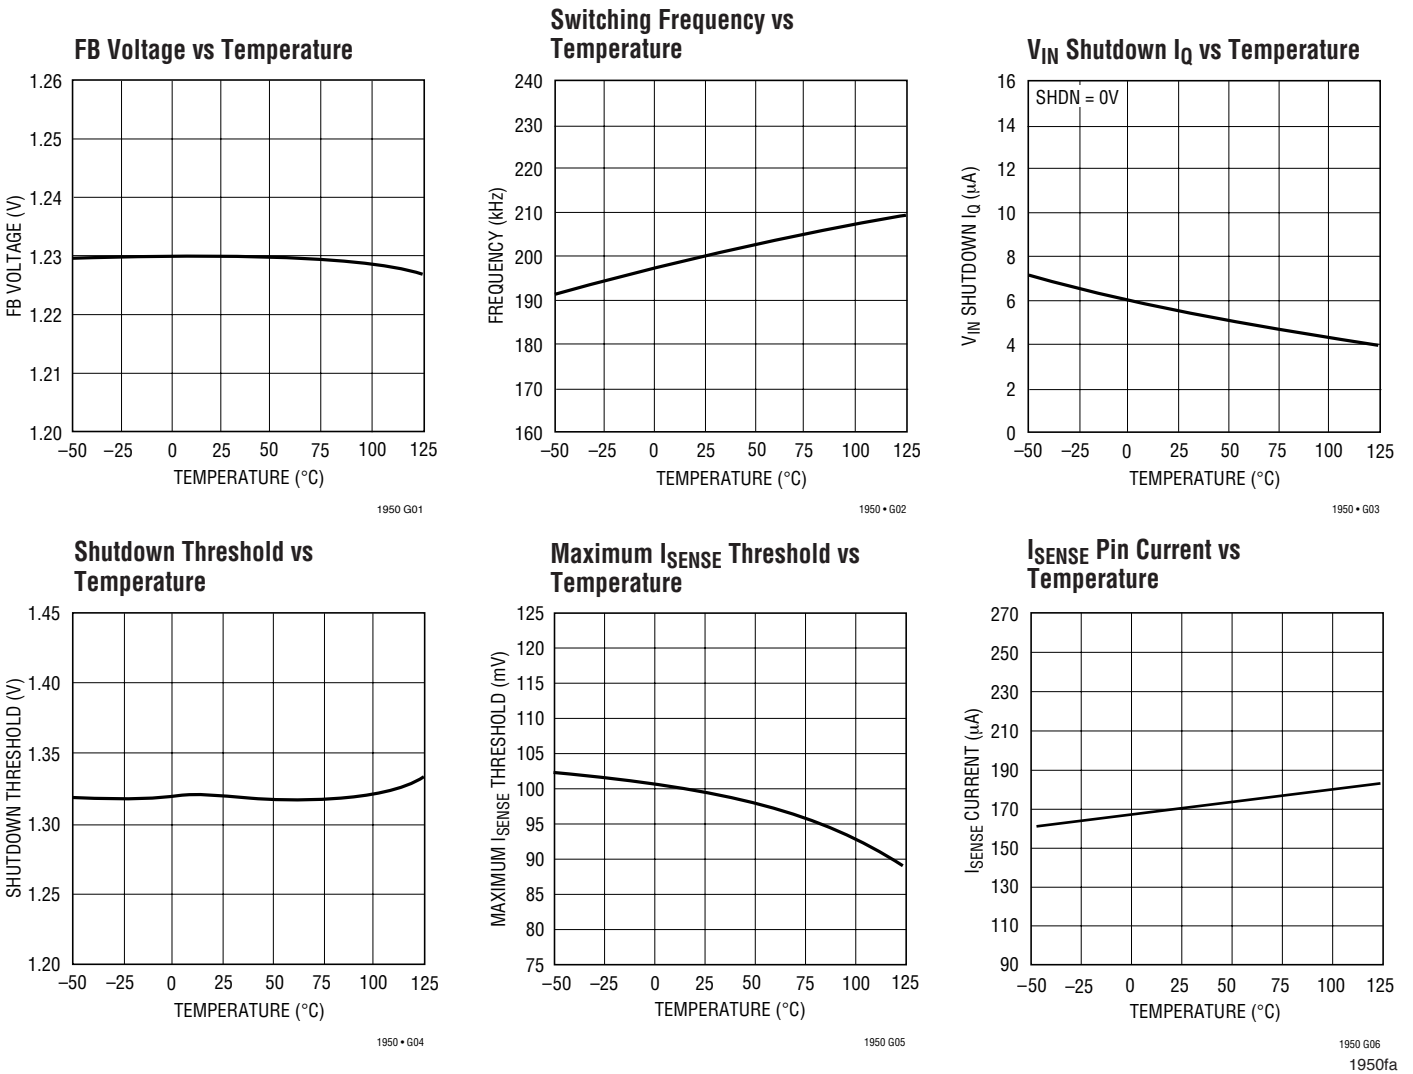 FB Voltage vs Temperature
1.26
1.25
1.24
1.23
1.22
1.21
1.20
FB VOLTAGE (V)
–50 –25 0 25 50 75 100 125
TEMPERATURE (°C)
1950 G01
Switching Frequency vs
Temperature
240
230
220
210
200
190
180
170
160
FREQUENCY (kHz)
–50 –25 0 25 50 75 100 125
TEMPERATURE (°C)
1950 • G02
VIN Shutdown IQ vs Temperature
SHDN = 0V
16
14
12
10
8
6
4
2
0
VIN SHUTDOWN IQ (µA)
–50 –25 0 25 50 75 100 125
TEMPERATURE (°C)
1950 • G03
Shutdown Threshold vs
Temperature
1.45
1.40
1.35
1.30
1.25
1.20
SHUTDOWN THRESHOLD (V)
–50 –25 0 25 50 75 100 125
TEMPERATURE (°C)
1950 • G04
Maximum ISENSE Threshold vs
Temperature
125
120
115
110
105
100
95
90
85
80
75
MAXIMUM ISENSE THRESHOLD (mV)
–50 –25 0 25 50 75 100 125
TEMPERATURE (°C)
1950 G05
ISENSE Pin Current vs
Temperature
270
250
230
210
190
170
150
130
110
90
ISENSE CURRENT (µA)
–50 –25 0 25 50 75 100 125
TEMPERATURE (°C)
1950 G06
1950fa